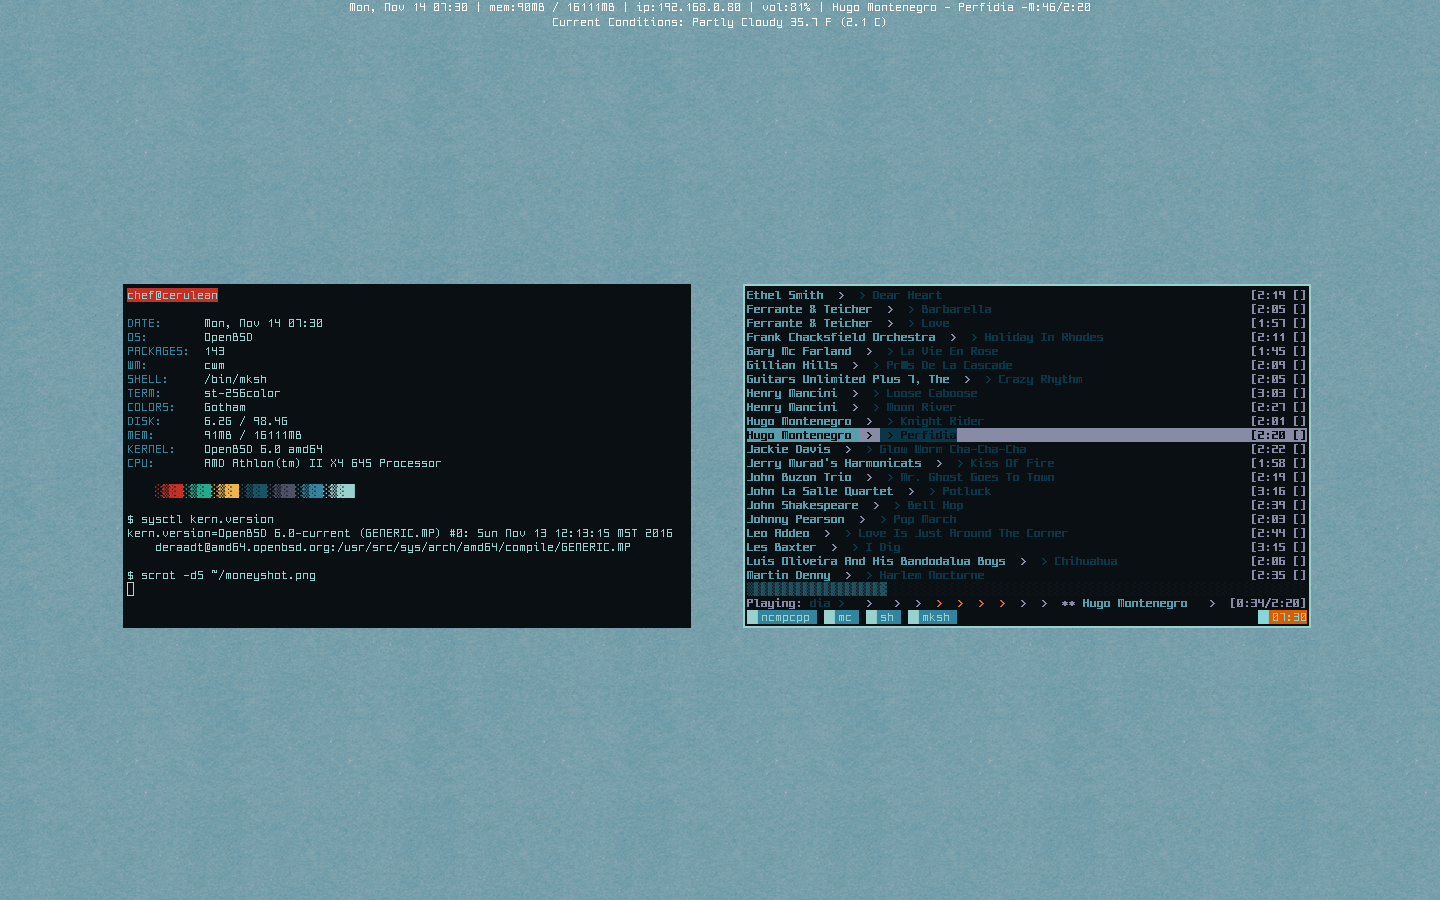 Mon, Nov 14 07:30 | mem:90MB / 16111MB | ip:192.168.0.80 | vol:81% | Hugo Montenegro - Perfidia -M:46/2:20
Current Conditions: Partly Cloudy 35.7 F (2.1 C)
chef@cerulean
DATE: Mon, Nov 14 07:30
OS: OpenBSD
PACKAGES: 143
WM: cwm
SHELL: /bin/mksh
TERM: st-256color
COLORS: Gotham
DISK: 6.2G / 98.4G
MEM: 91MB / 16111MB
KERNEL: OpenBSD 6.0 amd64
CPU: AMD Athlon(tm) II X4 645 Processor
$ sysctl kern.version
kern.version=OpenBSD 6.0-current (GENERIC.MP) #0: Sun Nov 13 12:13:15 MST 2016
deraadt@amd64.openbsd.org:/usr/src/sys/arch/amd64/compile/GENERIC.MP
$ scrot -d5 ~/moneyshot.png
Ethel Smith > > Dear Heart [2:19 []
Ferrante & Teicher > > Barbarella [2:05 []
Ferrante & Teicher > > Love [1:57 []
Frank Chacksfield Orchestra > > Holiday In Rhodes [2:11 []
Gary Mc Farland > > La Vie En Rose [1:45 []
Gillian Hills > > De La Cascade [2:09 []
Guitars Unlimited Plus 7, The > > Crazy Rhythm [2:05 []
Henry Mancini > > Loose Caboose [3:03 []
Henry Mancini > > Moon River [2:27 []
Hugo Montenegro > > Knight Rider [2:01 []
Hugo Montenegro > > Perfidia [2:20 []
Jackie Davis > > Glow Worm Cha-Cha-Cha [2:22 []
Jerry Murad's Harmonicats > > Kiss Of Fire [1:58 []
John Buzon Trio > > Mr. Ghost Goes To Town [2:19 []
John La Salle Quartet > > Potluck [3:16 []
John Shakespeare > > Bell Hop [2:39 []
Johnny Pearson > > Pop March [2:03 []
Leo Addeo > > Love Is Just Around The Corner [2:44 []
Les Baxter > > I Dig [3:15 []
Luis Oliveira And His Bandodalua Boys > > Chihuahua [2:06 []
Martin Denny > > Harlem Nocturne [2:35 []
Playing: dia > > > > > > > > > > ** Hugo Montenegro > [0:34/2:20]
ncmpcpp mc sh mksh 07:30